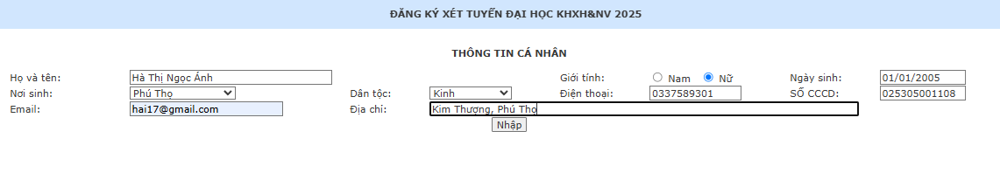 ĐĂNG KÝ XÉT TUYỂN ĐẠI HỌC KHXH&NV 2025
THÔNG TIN CÁ NHÂN
Họ và tên: Hà Thị Ngọc Ánh Giới tính: Nam Nữ Ngày sinh: 01/01/2005
Nơi sinh: Phú Thọ Dân tộc: Kinh Điện thoại: 0337589301 SỐ CCCD: 025305001108
Email: hai17@gmail.com Địa chỉ: Kim Thượng, Phú Thọ
Nhập